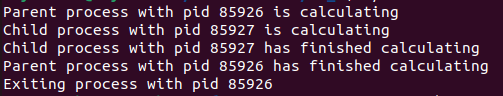 Parent process with pid 85926 is calculating
Child process with pid 85927 is calculating
Child process with pid 85927 has finished calculating
Parent process with pid 85926 has finished calculating
Exiting process with pid 85926